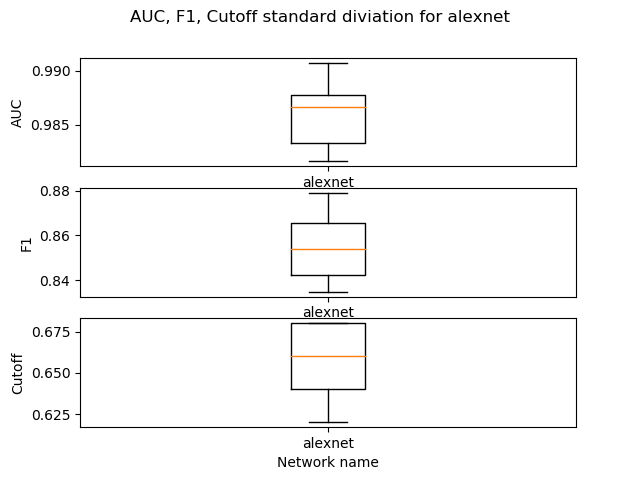 AUC, F1, Cutoff standard diviation for alexnet
0.990
0.985
AUC
alexnet
0.88
0.86
0.84
F1
alexnet
0.675
0.650
0.625
Cutoff
alexnet
Network name